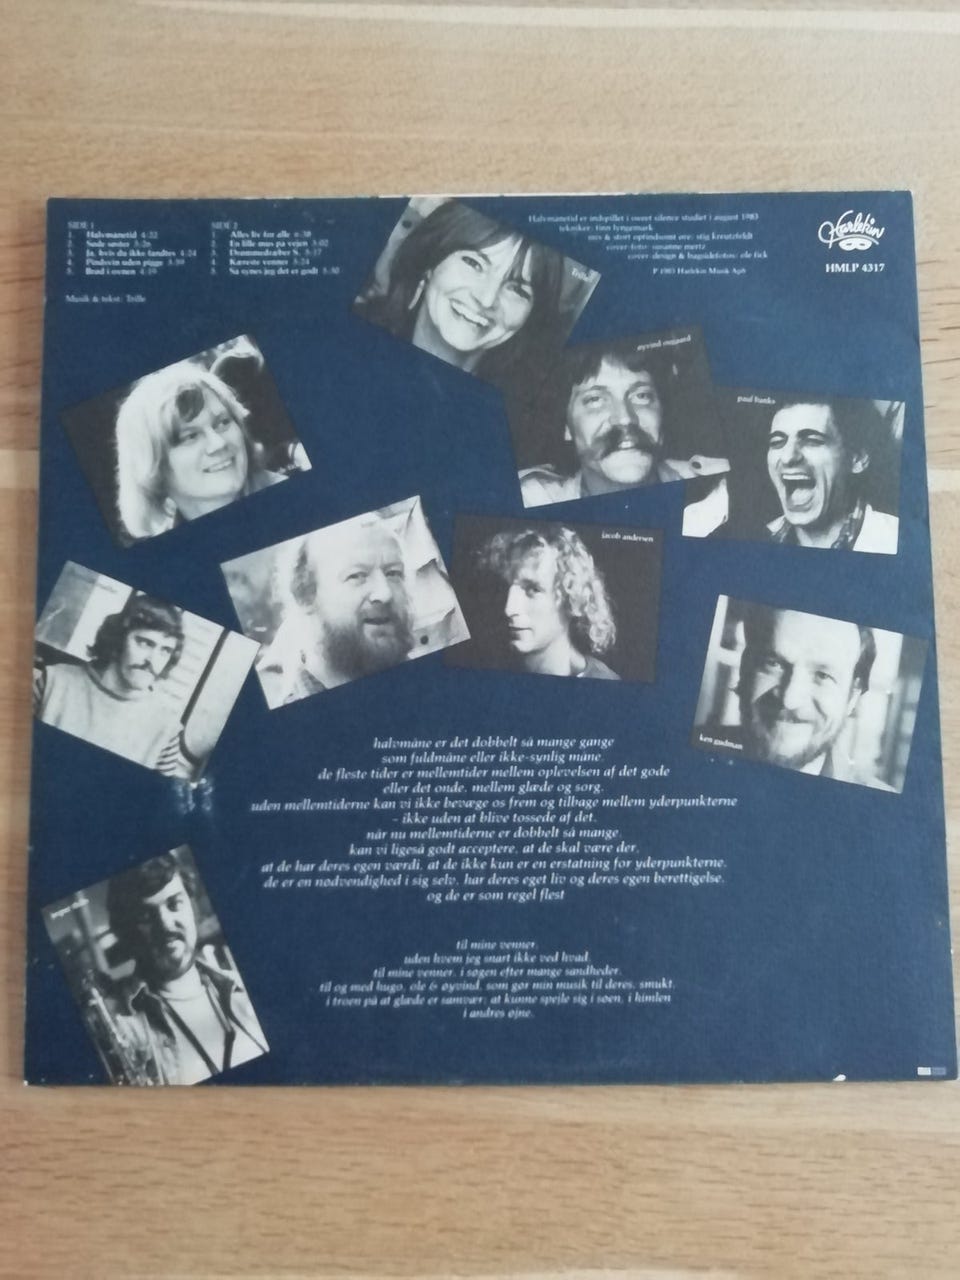 SIDE 1
1. Halvmånetid 4:22
2. Søde søster 3:26
3. Ja, hvis du ikke fandtes 4:24
4. Pindsvin uden pigge 3:59
5. Brød i ovnen 4:19
Musik & tekst: Trille
SIDE 2
1. Alles liv for alle 6:38
2. En lille mus på vejen 3:02
3. Drømmedræber S. 3:17
4. Kæreste venner 3:24
5. Sa synes jeg det er godt 3:30
Halvmånetid er indspillet i sweet silence studiet i august 1983
tekniker: finn lyngemark
mix & stort opfindsomt øre: stig kreutzfeldt
cover-foto: susanne mertz
cover design & bagsidefotos: ole fick
P 1983 Harlekin Musik ApS
Harlekin
HMLP 4317
Trille
øyvind ougaard
paul banks
jacob andersen
ken gudman
halvmåne er det dobbelt så mange gange
som fuldmåne eller ikke-synlig måne.
de fleste tider er mellemtider mellem oplevelsen af det gode
eller det onde, mellem glæde og sorg.
uden mellemtiderne kan vi ikke bevæge os frem og tilbage mellem yderpunkterne
– ikke uden at blive tossede af det.
når nu mellemtiderne er dobbelt så mange,
kan vi ligeså godt acceptere, at de skal være der,
at de har deres egen værdi, at de ikke kun er en erstatning for yderpunkterne.
de er en nødvendighed i sig selv, har deres eget liv og deres egen berettigelse.
og de er som regel flest
til mine venner,
uden hvem jeg snart ikke ved hvad.
til mine venner, i søgen efter mange sandheder.
til og med hugo, ole & øyvind, som gør min musik til deres, smukt.
i troen på at glæde er samvær; at kunne spejle sig i søen, i himlen
i andres øjne.